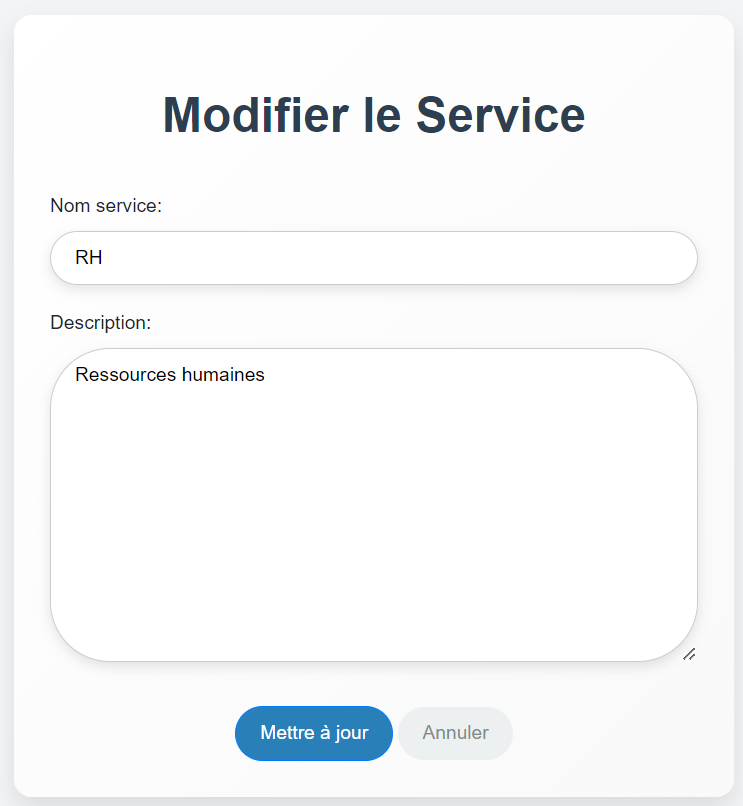 Modifier le Service
Nom service:
RH
Description:
Ressources humaines
Mettre à jour
Annuler